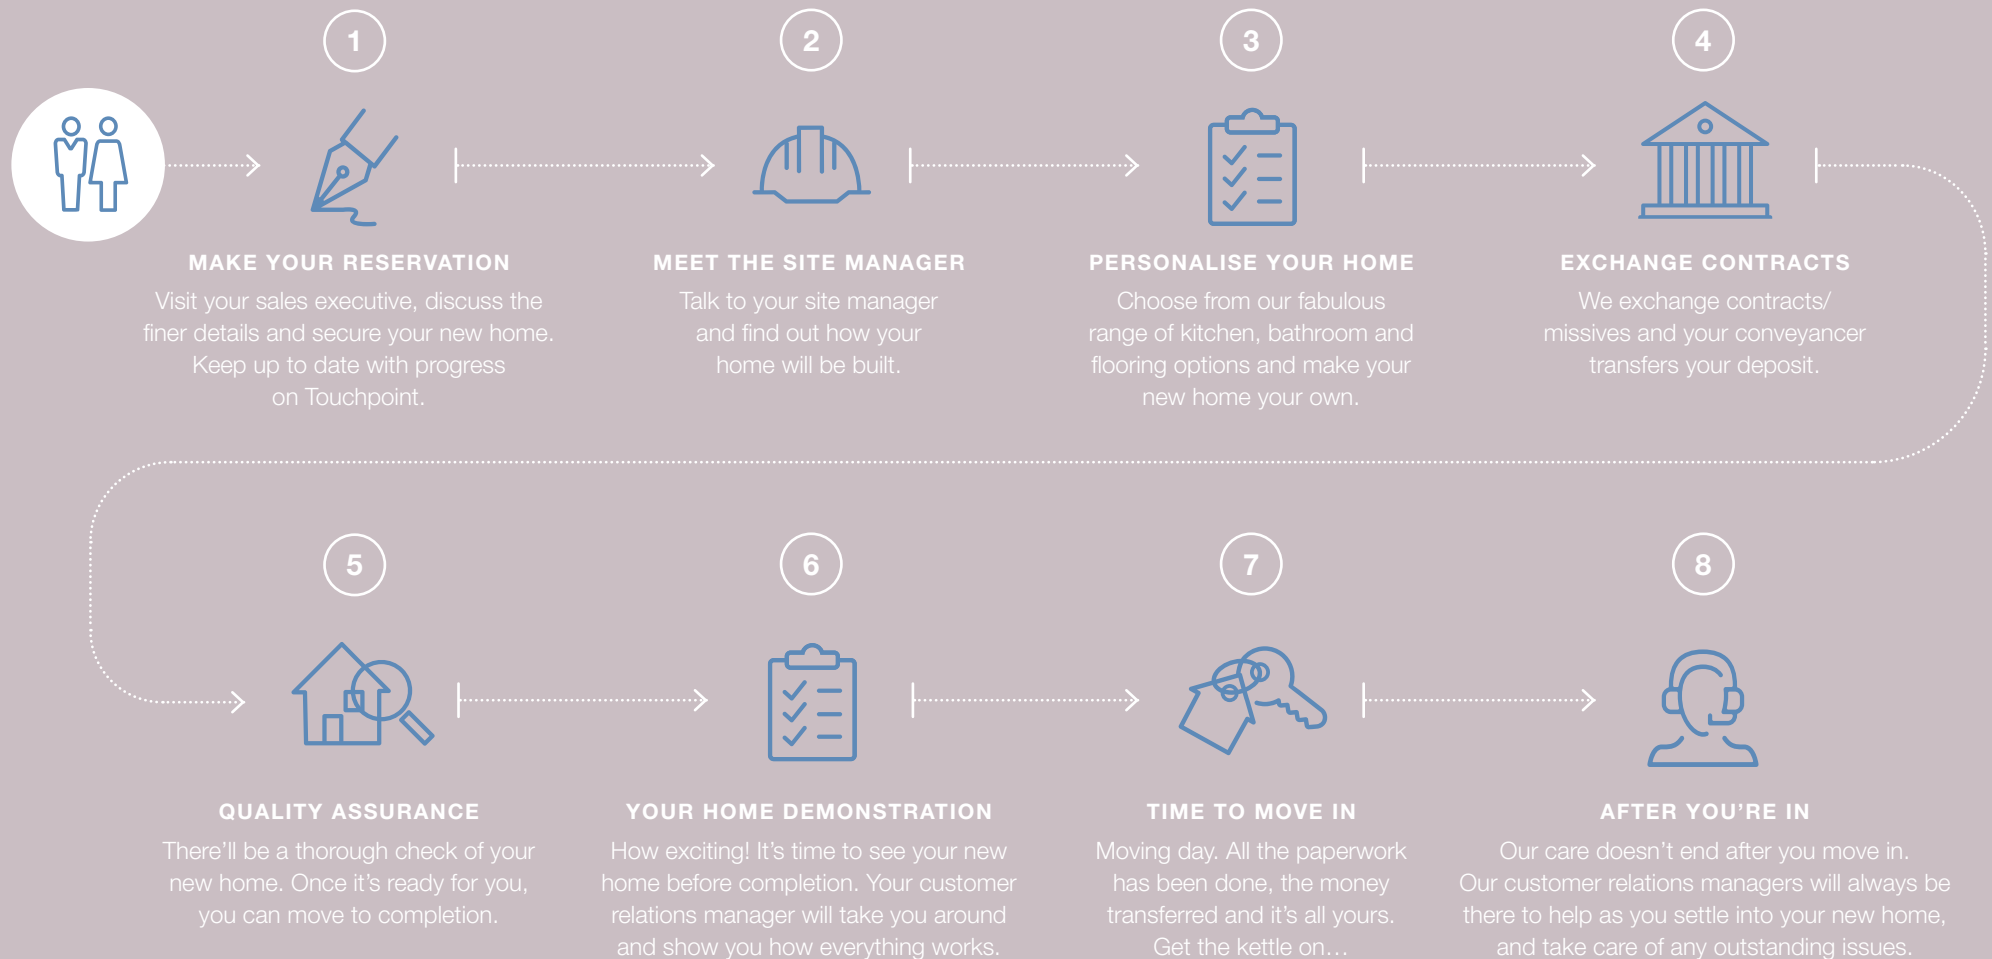 1
MAKE YOUR RESERVATION
Visit your sales executive, discuss the
finer details and secure your new home.
Keep up to date with progress
on Touchpoint.
2
MEET THE SITE MANAGER
Talk to your site manager
and find out how your
home will be built.
3
PERSONALISE YOUR HOME
Choose from our fabulous
range of kitchen, bathroom and
flooring options and make your
new home your own.
4
EXCHANGE CONTRACTS
We exchange contracts/
missives and your conveyancer
transfers your deposit.
5
QUALITY ASSURANCE
There’ll be a thorough check of your
new home. Once it’s ready for you,
you can move to completion.
6
YOUR HOME DEMONSTRATION
How exciting! It’s time to see your new
home before completion. Your customer
relations manager will take you around
and show you how everything works.
7
TIME TO MOVE IN
Moving day. All the paperwork
has been done, the money
transferred and it’s all yours.
Get the kettle on…
8
AFTER YOU’RE IN
Our care doesn’t end after you move in.
Our customer relations managers will always be
there to help as you settle into your new home,
and take care of any outstanding issues.